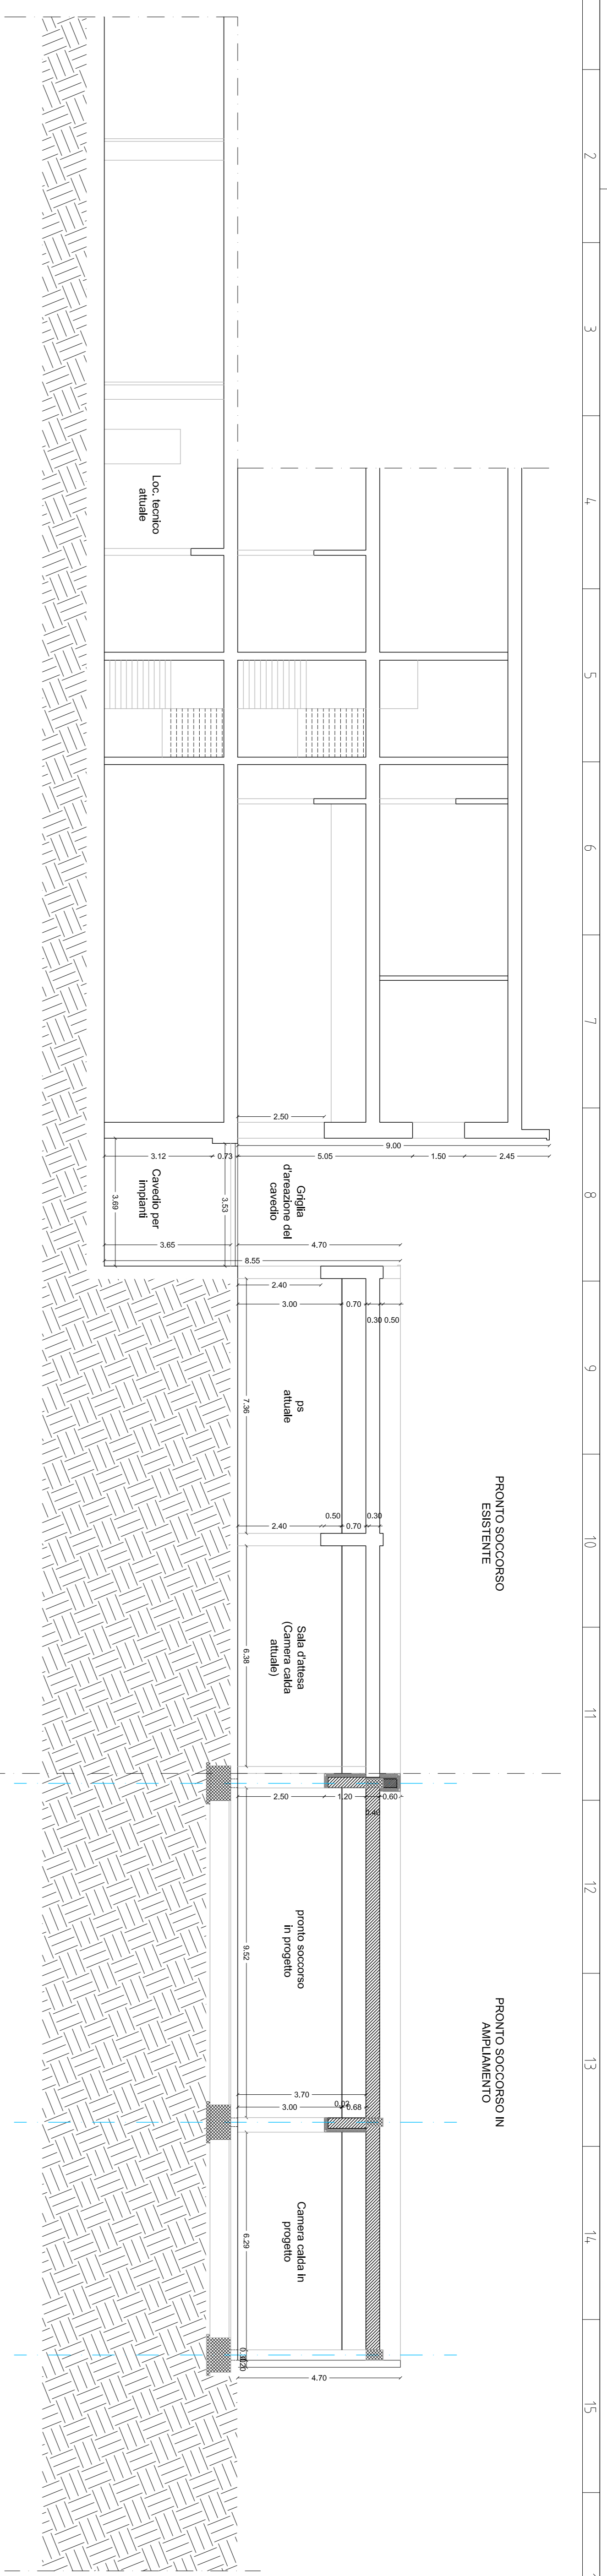 2
3
4
5
6
7
8
9
10
11
12
13
14
15
PRONTO SOCCORSO
ESISTENTE
PRONTO SOCCORSO IN
AMPLIAMENTO
Loc. tecnico
attuale
2.50
9.00
3.12
0.73
5.05
1.50
2.45
Griglia
d'areazione del
cavedio
Cavedio per
impianti
3.53
3.69
3.65
4.70
8.55
2.40
3.00
0.70
0.30
0.50
ps
attuale
7.36
2.40
0.50
0.70
0.30
Sala d'attesa
(Camera calda
attuale)
6.38
2.50
1.20
0.60
0.40
pronto soccorso
in progetto
9.52
3.70
3.00
0.02
0.68
Camera calda in
progetto
6.29
4.70